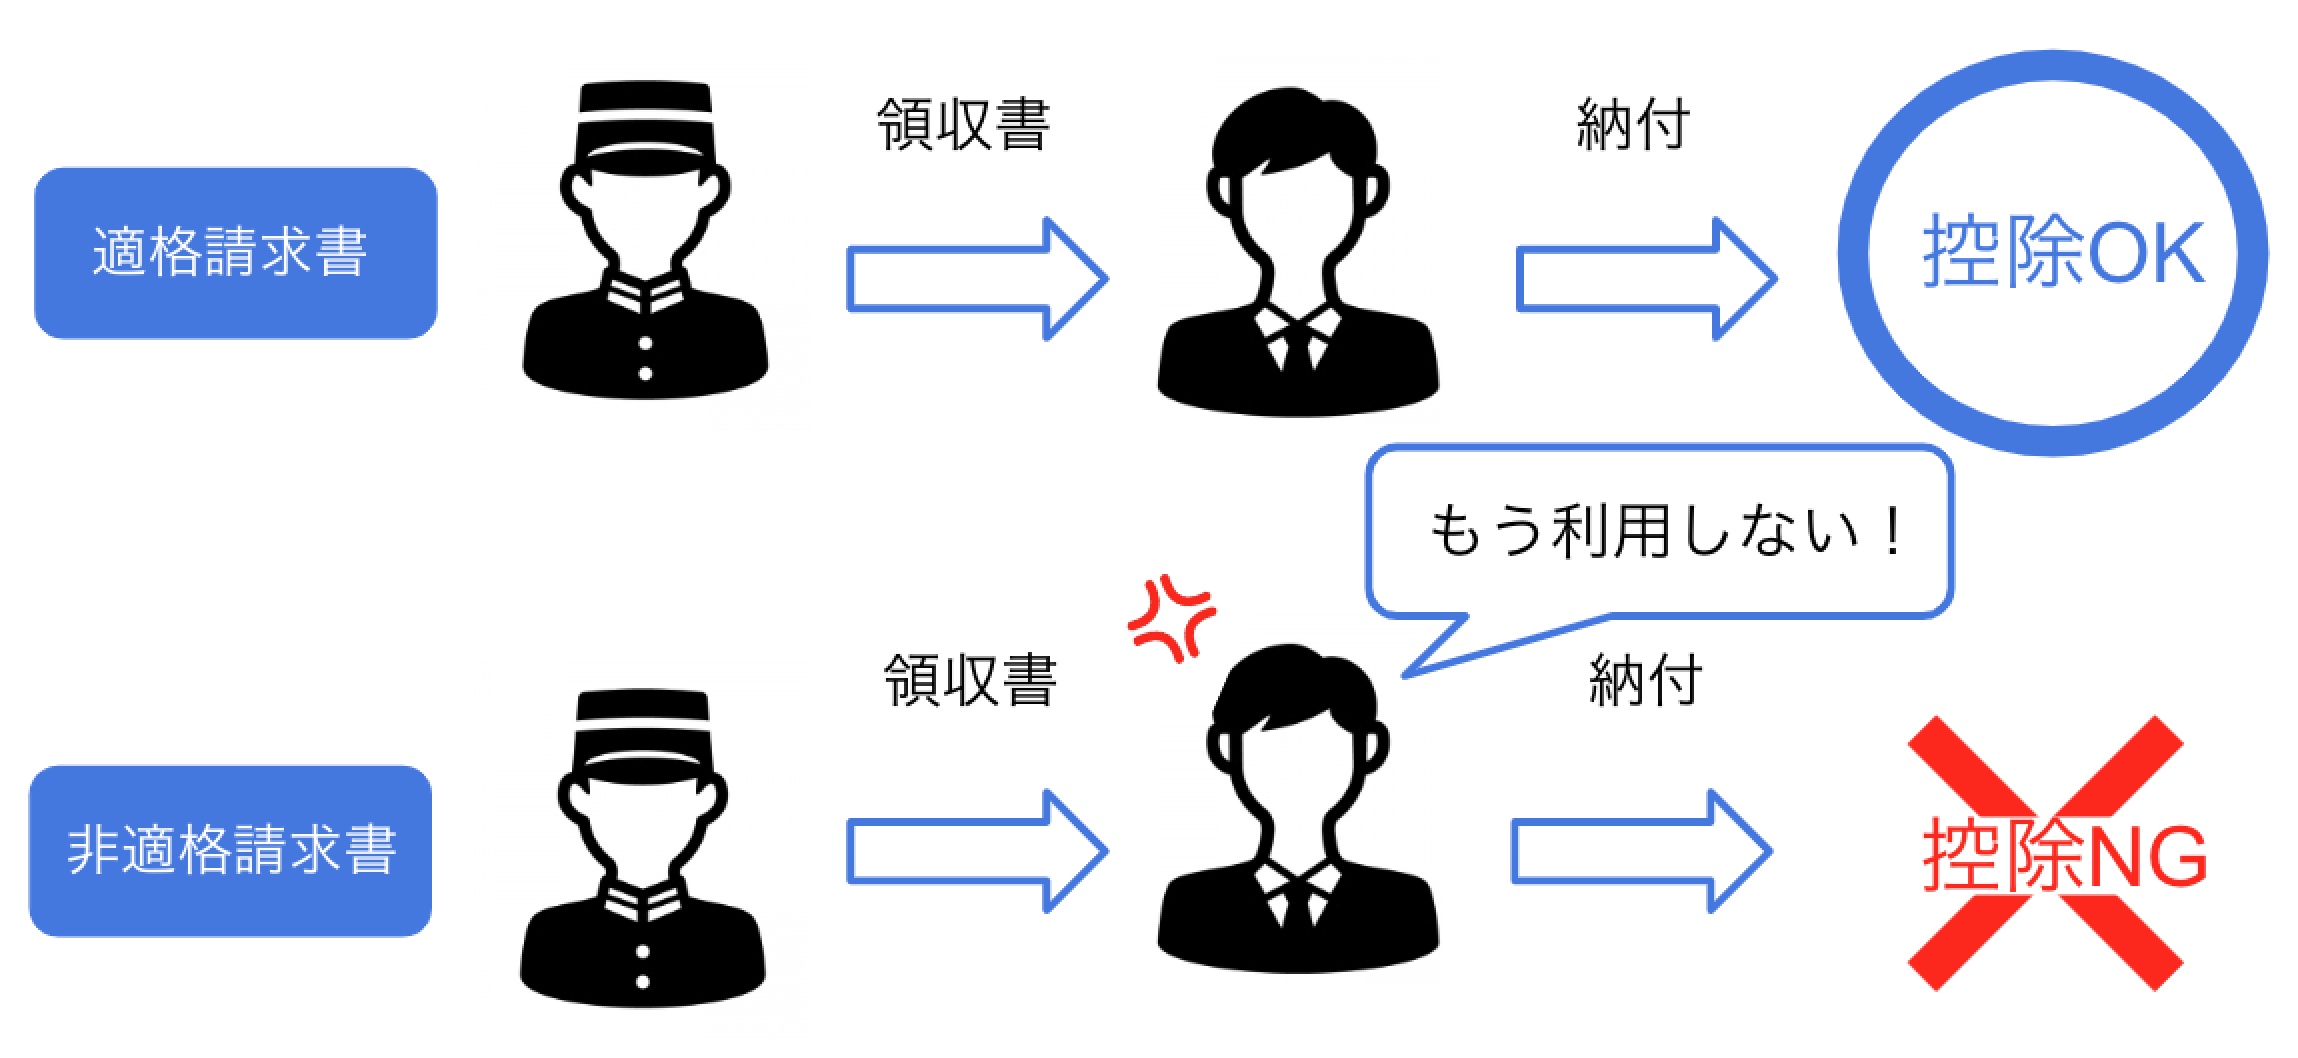 適格請求書
領収書
納付
控除OK
もう利用しない！
非適格請求書
領収書
納付
控除NG